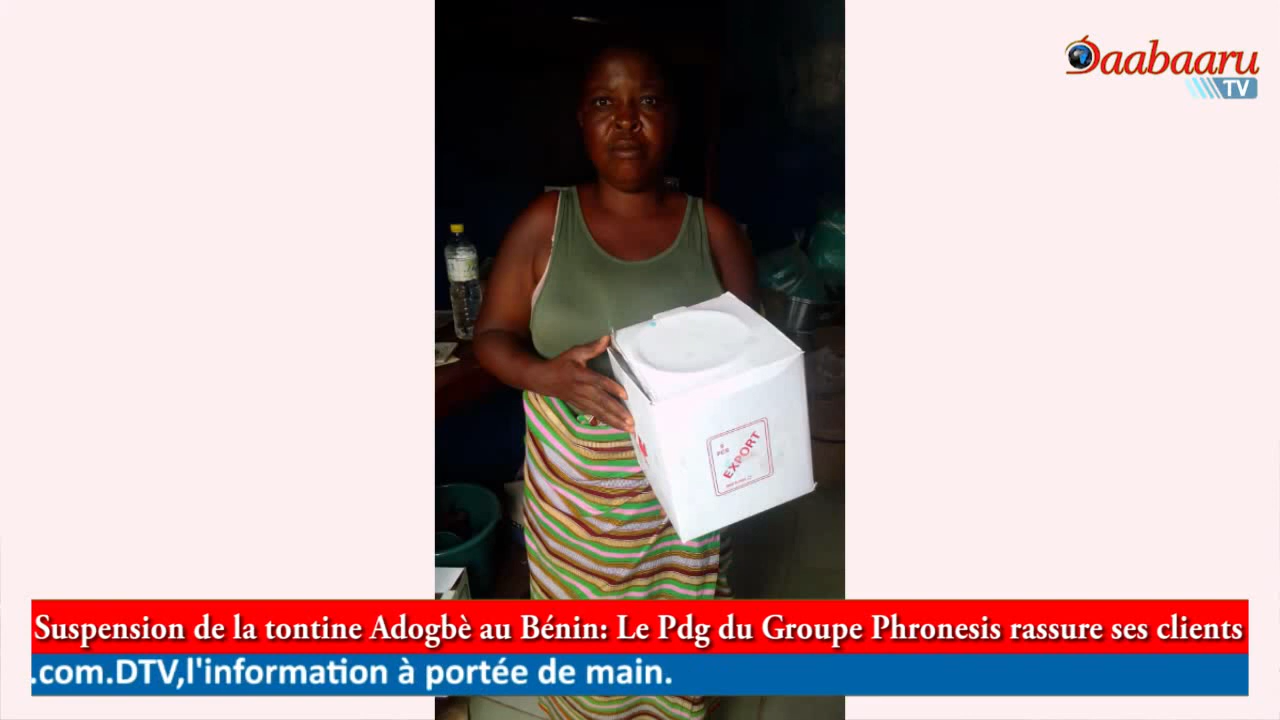 Daabaaru
TV
PCS
EXPORT
Suspension de la tontine Adogbè au Bénin: Le Pdg du Groupe Phronesis rassure ses clients
.com.DTV,l'information à portée de main.